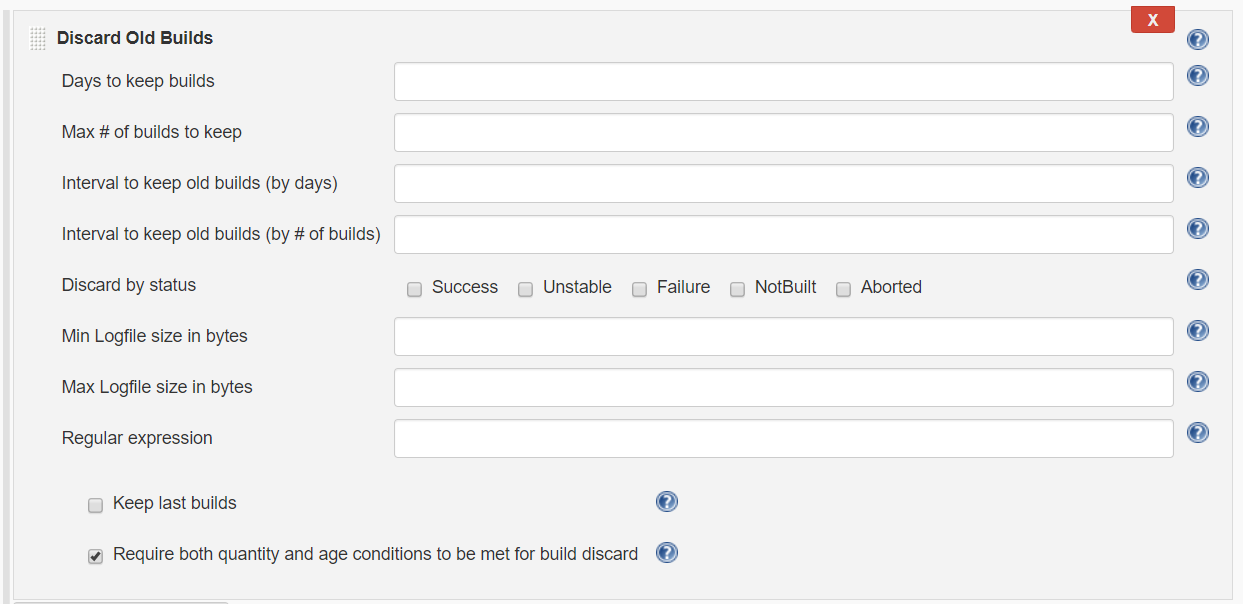 X
Discard Old Builds
Days to keep builds
Max # of builds to keep
Interval to keep old builds (by days)
Interval to keep old builds (by # of builds)
Discard by status
Success Unstable Failure NotBuilt Aborted
Min Logfile size in bytes
Max Logfile size in bytes
Regular expression
Keep last builds
Require both quantity and age conditions to be met for build discard